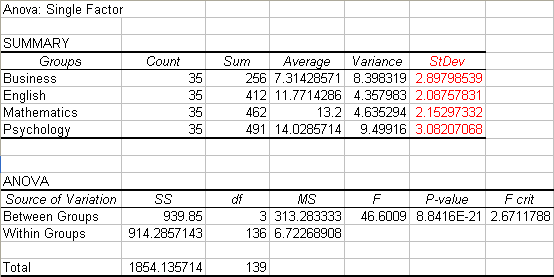 Anova: Single Factor
SUMMARY
Groups Count Sum Average Variance StDev
Business 35 256 7.31428571 8.398319 2.89798539
English 35 412 11.7714286 4.357983 2.08757831
Mathematics 35 462 13.2 4.635294 2.15297332
Psychology 35 491 14.0285714 9.49916 3.08207068
ANOVA
Source of Variation SS df MS F P-value F crit
Between Groups 939.85 3 313.283333 46.6009 8.8416E-21 2.6711788
Within Groups 914.2857143 136 6.72268908
Total 1854.135714 139